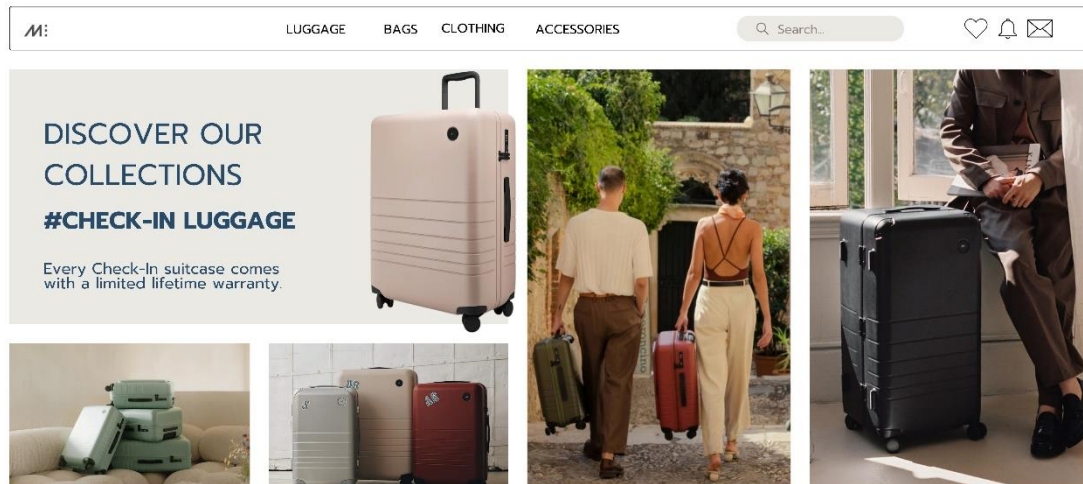 M:
LUGGAGE
BAGS
CLOTHING
ACCESSORIES
Search...
DISCOVER OUR
COLLECTIONS
#CHECK-IN LUGGAGE
Every Check-In suitcase comes
with a limited lifetime warranty.